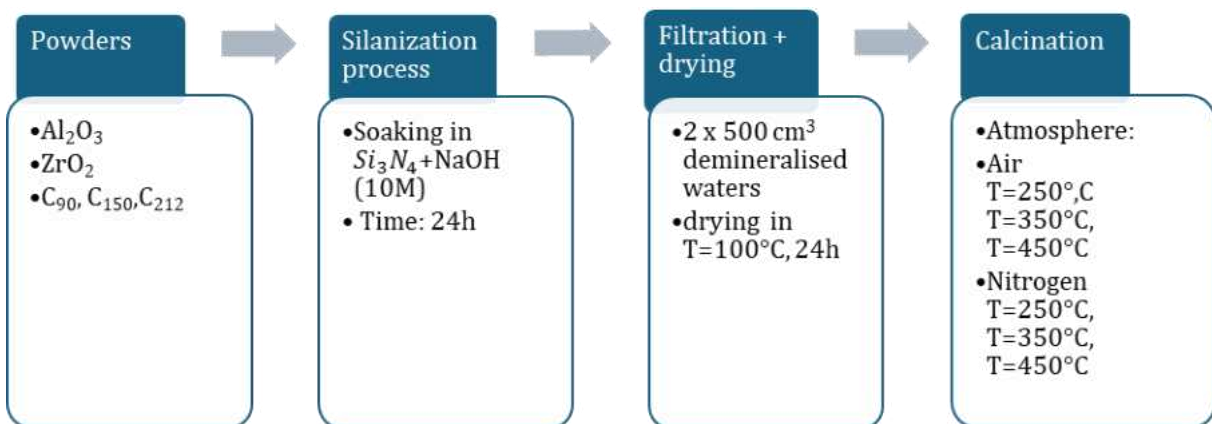 Powders
•Al₂O₃
•ZrO₂
•C₉₀, C₁₅₀,C₂₁₂
Silanization
process
•Soaking in
Si₃N₄+NaOH
(10M)
• Time: 24h
Filtration +
drying
•2 x 500 cm³
demineralised
waters
•drying in
T=100°C, 24h
Calcination
•Atmosphere:
•Air
T=250°,C
T=350°C,
T=450°C
•Nitrogen
T=250°C,
T=350°C,
T=450°C